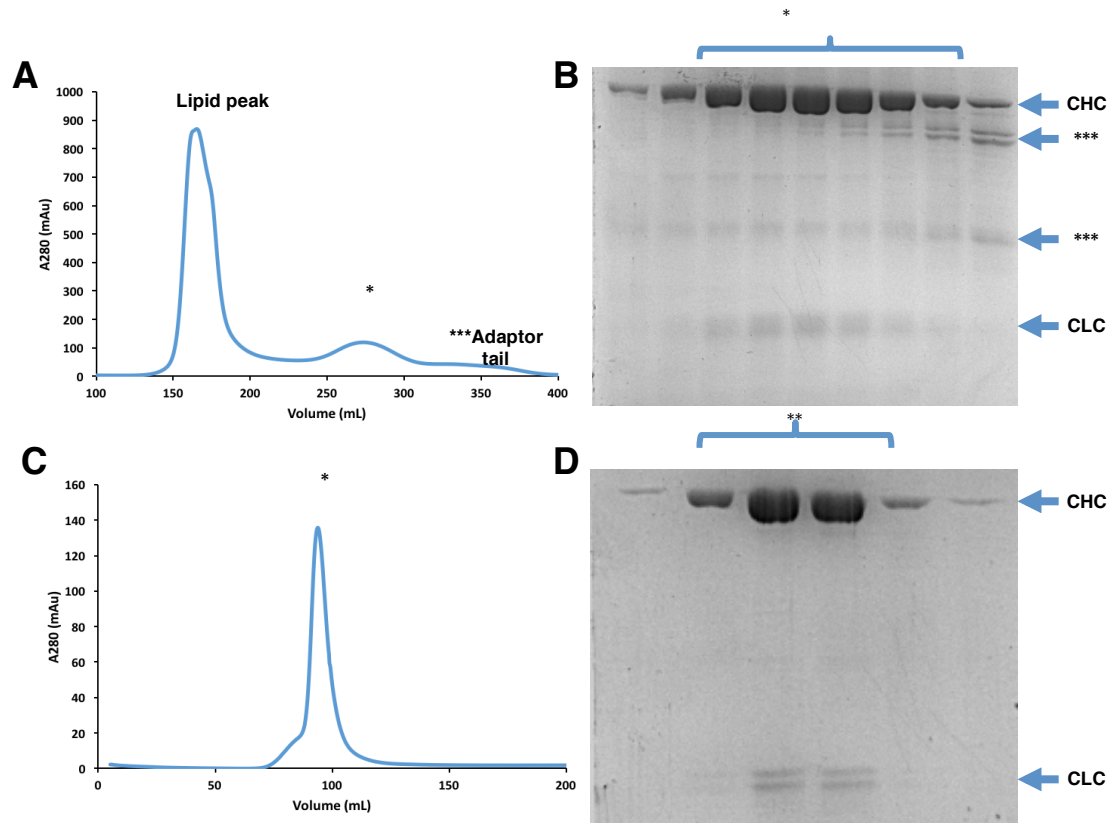 *
A
B
1000
900
800
700
600
500
400
300
200
100
0
A280 (mAu)
Lipid peak
*
***Adaptor
tail
100
150
200
250
300
350
400
Volume (mL)
CHC
***
***
CLC
**
C
D
160
140
120
100
80
60
40
20
0
A280 (mAu)
*
0
50
100
150
200
Volume (mL)
CHC
CLC